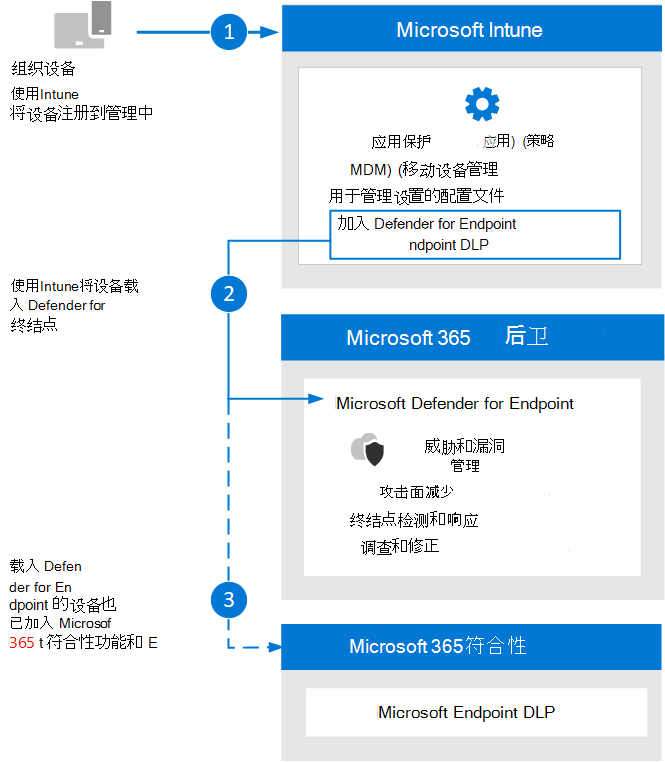 1
Microsoft Intune
组织设备
使用Intune
将设备注册到管理中
应用保护 应用) (策略
MDM) (移动设备管理
用于管理设置的配置文件
加入 Defender for Endpoint
ndpoint DLP
2
使用Intune将设备载
入 Defender for
终结点
Microsoft 365 后卫
Microsoft Defender for Endpoint
威胁和漏洞
管理
攻击面减少
终结点检测和响应
调查和修正
3
载入 Defen
der for En
dpoint 的设备也
已加入 Microsof
365 t 符合性功能和 E
Microsoft 365符合性
Microsoft Endpoint DLP